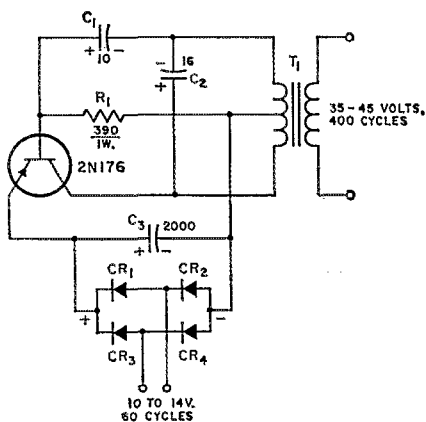 C1
+ 10 -
- 16
+ C2
T1
R1
390
1W.
35-45 VOLTS,
400 CYCLES
2N176
C3 2000
+ -
CR1
CR2
+ -
CR3
CR4
10 TO 14V.
60 CYCLES